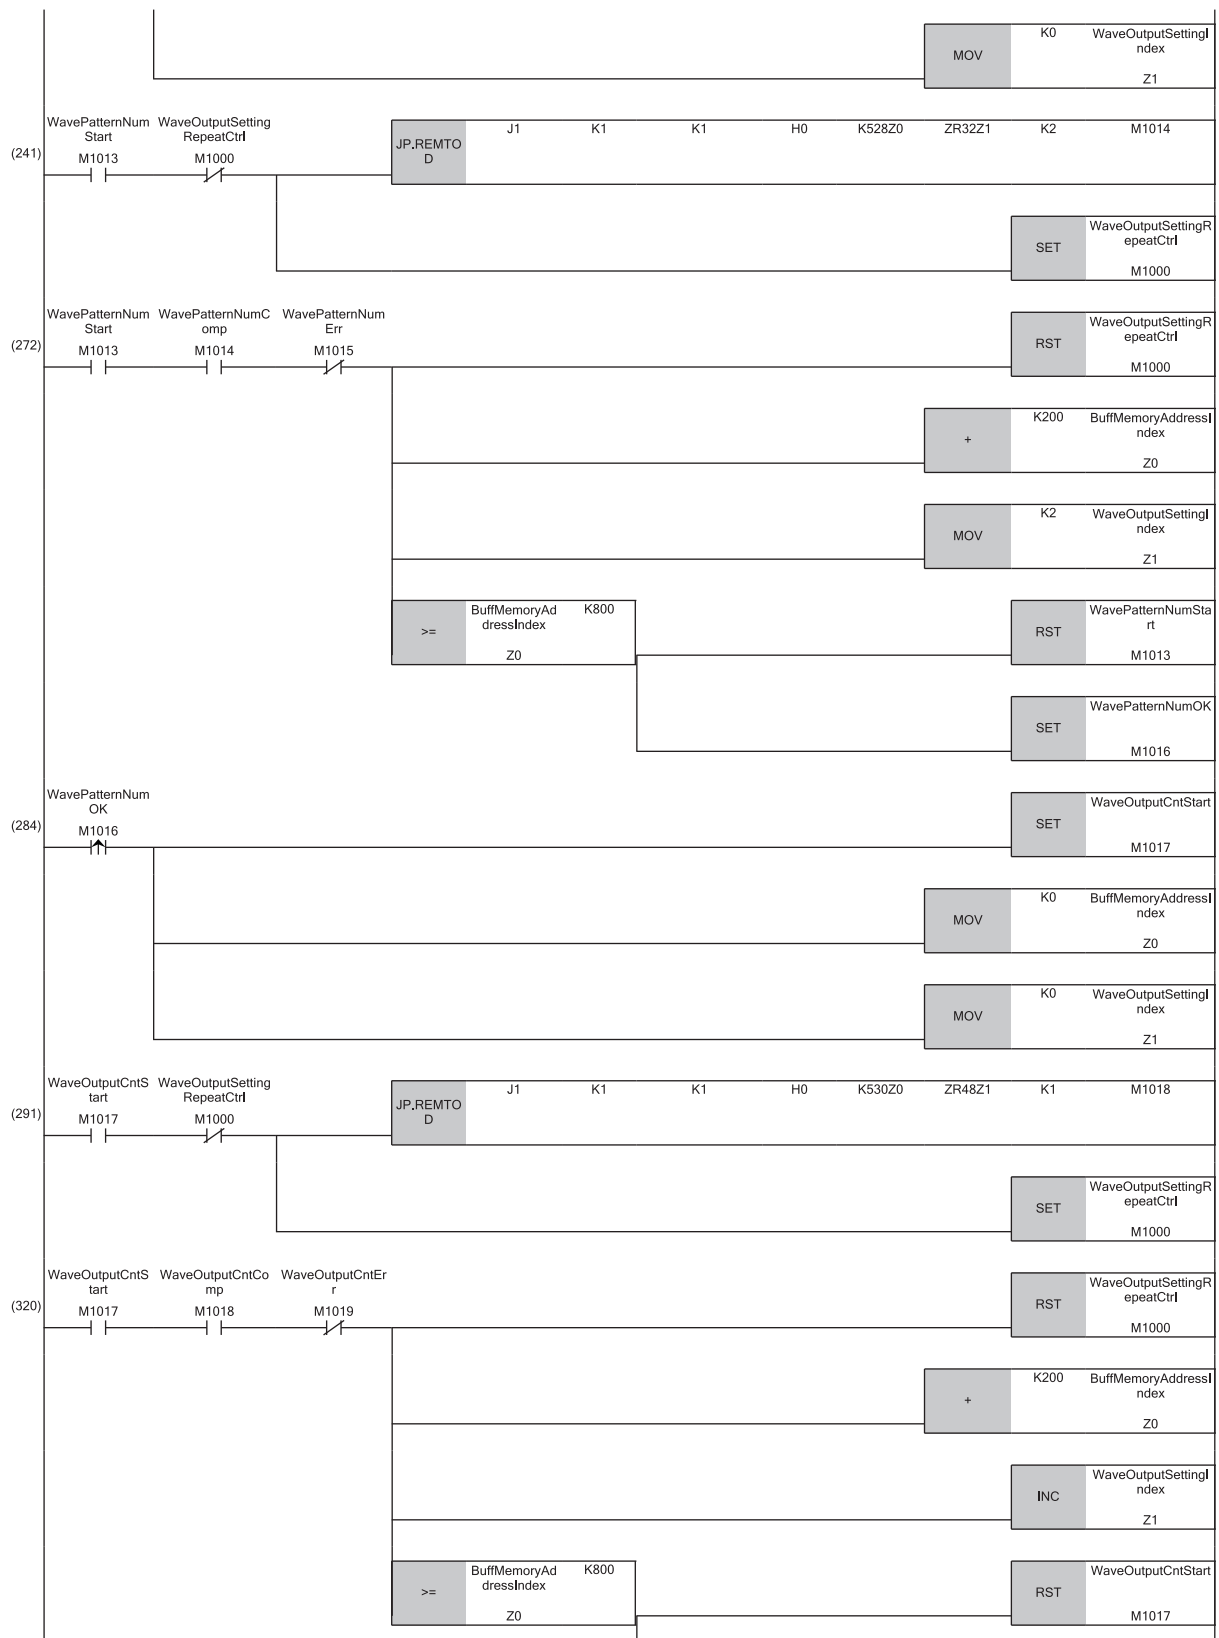 MOV K0 WaveOutputSettingI
ndex
Z1
WavePatternNum WaveOutputSetting
Start RepeatCtrl
(241) M1013 M1000
JP.REMTO J1 K1 K1 H0 K528Z0 ZR32Z1 K2 M1014
D
SET WaveOutputSettingR
epeatCtrl
M1000
WavePatternNum WavePatternNumC WavePatternNum
Start omp Err
(272) M1013 M1014 M1015
RST WaveOutputSettingR
epeatCtrl
M1000
+ K200 BuffMemoryAddressI
ndex
Z0
MOV K2 WaveOutputSettingI
ndex
Z1
>= BuffMemoryAd K800
dressIndex
Z0
RST WavePatternNumSta
rt
M1013
SET WavePatternNumOK
M1016
WavePatternNum
OK
(284) M1016
SET WaveOutputCntStart
M1017
MOV K0 BuffMemoryAddressI
ndex
Z0
MOV K0 WaveOutputSettingI
ndex
Z1
WaveOutputCntS WaveOutputSetting
tart RepeatCtrl
(291) M1017 M1000
JP.REMTO J1 K1 K1 H0 K530Z0 ZR48Z1 K1 M1018
D
SET WaveOutputSettingR
epeatCtrl
M1000
WaveOutputCntS WaveOutputCntCo WaveOutputCntEr
tart mp r
(320) M1017 M1018 M1019
RST WaveOutputSettingR
epeatCtrl
M1000
+ K200 BuffMemoryAddressI
ndex
Z0
INC WaveOutputSettingI
ndex
Z1
>= BuffMemoryAd K800
dressIndex
Z0
RST WaveOutputCntStart
M1017